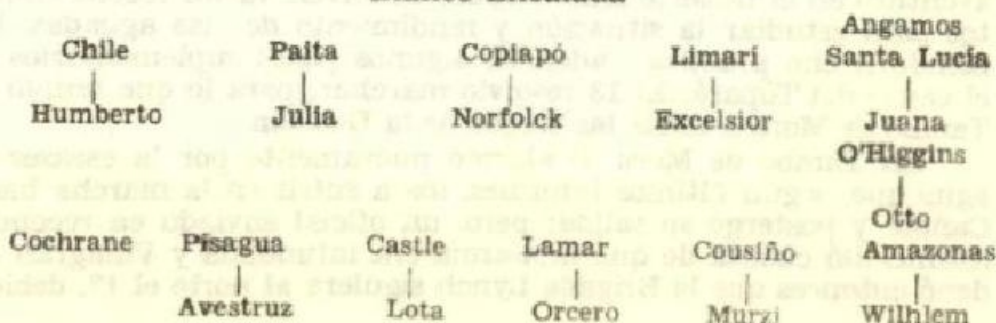 Chile Paita Copiapó Limarí Angamos
Santa Lucía
Humberto Julia Norfolck Excelsior Juana
O'Higgins
Otto
Cochrane Pisagua Castle Lamar Cousiño Amazonas
Avestruz Lota Orcero Murzi Wilhlem